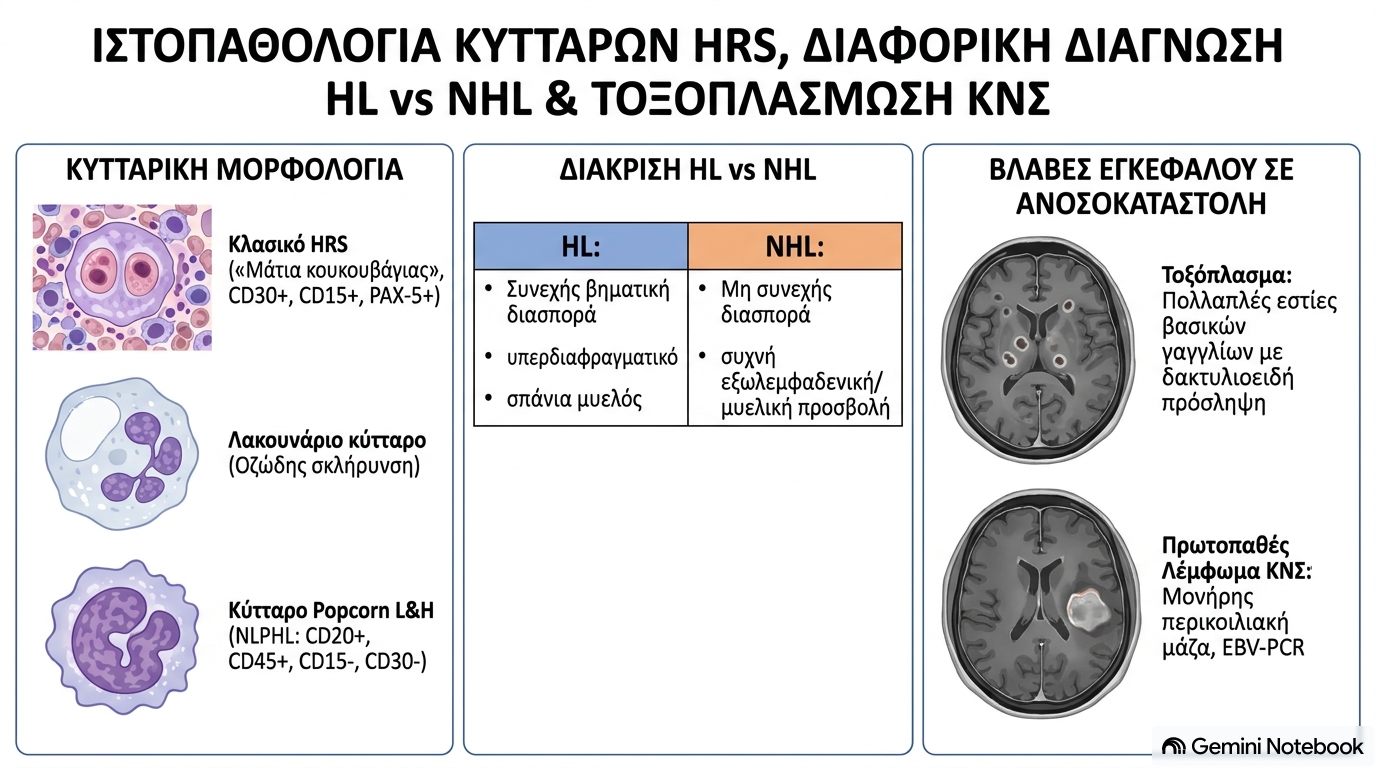 ΙΣΤΟΠΑΘΟΛΟΓΙΑ ΚΥΤΤΑΡΩΝ HRS, ΔΙΑΦΟΡΙΚΗ ΔΙΑΓΝΩΣΗ
HL vs NHL & ΤΟΞΟΠΛΑΣΜΩΣΗ ΚΝΣ
ΚΥΤΤΑΡΙΚΗ ΜΟΡΦΟΛΟΓΙΑ
Κλασικό HRS
(«Μάτια κουκουβάγιας»,
CD30+, CD15+, PAX-5+)
Λακουνάριο κύτταρο
(Οζώδης σκλήρυνση)
Κύτταρο Popcorn L&H
(NLPHL: CD20+,
CD45+, CD15-, CD30-)
ΔΙΑΚΡΙΣΗ HL vs NHL
HL:
• Συνεχής βηματική
διασπορά
• υπερδιαφραγματικό
• σπάνια μυελός
NHL:
• Μη συνεχής
διασπορά
• συχνή
εξωλεμφαδενική/
μυελική προσβολή
ΒΛΑΒΕΣ ΕΓΚΕΦΑΛΟΥ ΣΕ
ΑΝΟΣΟΚΑΤΑΣΤΟΛΗ
Τοξόπλασμα:
Πολλαπλές εστίες
βασικών
γαγγλίων με
δακτυλιοειδή
πρόσληψη
Πρωτοπαθές
Λέμφωμα ΚΝΣ:
Μονήρης
περικοιλιακή
μάζα, EBV-PCR
Gemini Notebook